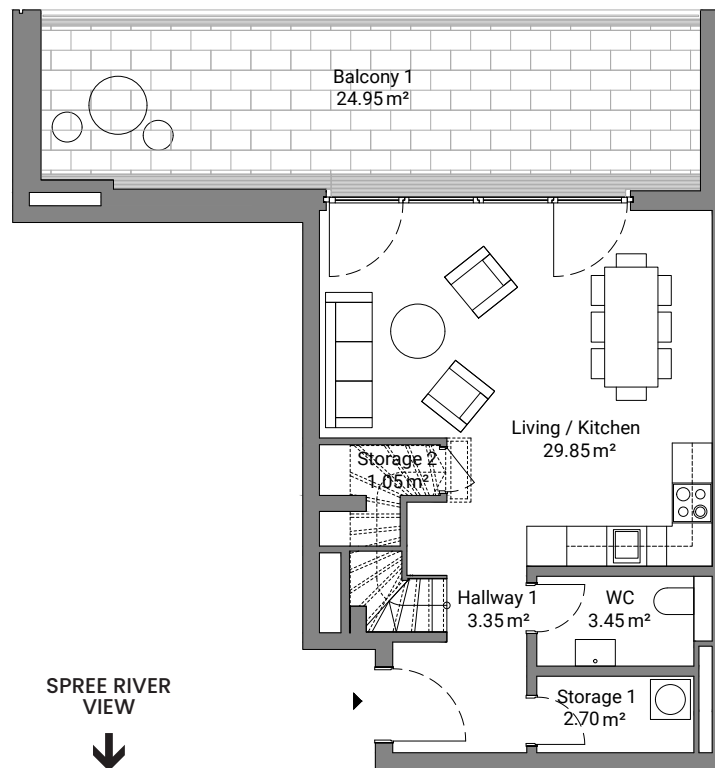 Balcony 1
24.95 m²
Living / Kitchen
29.85 m²
Storage 2
1.05 m²
Hallway 1
3.35 m²
WC
3.45 m²
Storage 1
2.70 m²
SPREE RIVER
VIEW